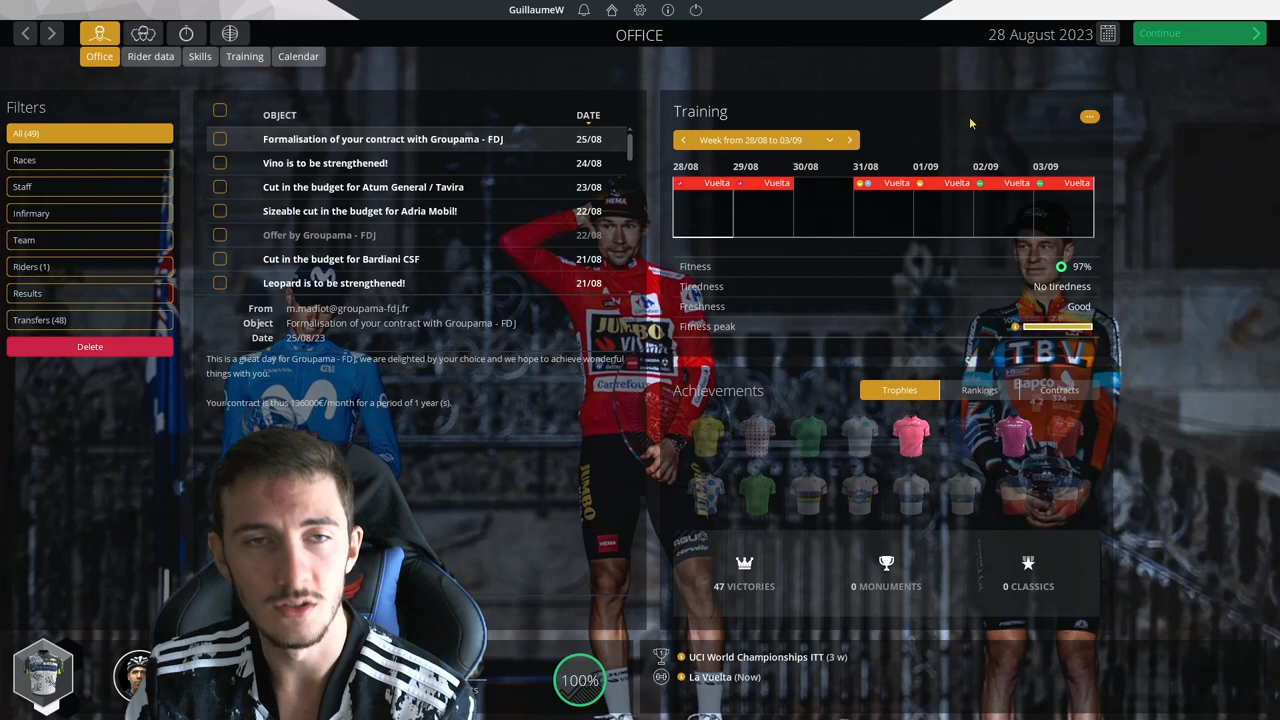 GuillaumeW
OFFICE
28 August 2023
Continue
Office
Rider data
Skills
Training
Calendar
Filters
All (49)
Races
Staff
Infirmary
Team
Riders (1)
Results
Transfers (48)
Delete
OBJECT DATE
Formalisation of your contract with Groupama - FDJ 25/08
Vino is to be strengthened! 24/08
Cut in the budget for Atum General / Tavira 23/08
Sizeable cut in the budget for Adria Mobil! 22/08
Offer by Groupama - FDJ 22/08
Cut in the budget for Bardiani CSF 21/08
Leopard is to be strengthened! 21/08
From m.madiot@groupama-fdj.fr
Object Formalisation of your contract with Groupama - FDJ
Date 25/08/23
This is a great day for Groupama - FDJ, we are delighted by your choice and we hope to achieve wonderful
things with you.
Your contract is thus 136000€/month for a period of 1 year (s).
Training
Week from 28/08 to 03/09
28/08 29/08 30/08 31/08 01/09 02/09 03/09
Vuelta Vuelta Vuelta Vuelta Vuelta Vuelta
Fitness 97%
Tiredness No tiredness
Freshness Good
Fitness peak
Achievements
Trophies
Rankings
Contracts
47 VICTORIES
0 MONUMENTS
0 CLASSICS
100%
UCI World Championships ITT (3 w)
La Vuelta (Now)
HEMA
JUMBO
VISMA
Carrefour
JUMBO
HEMA
TBV
cervélo